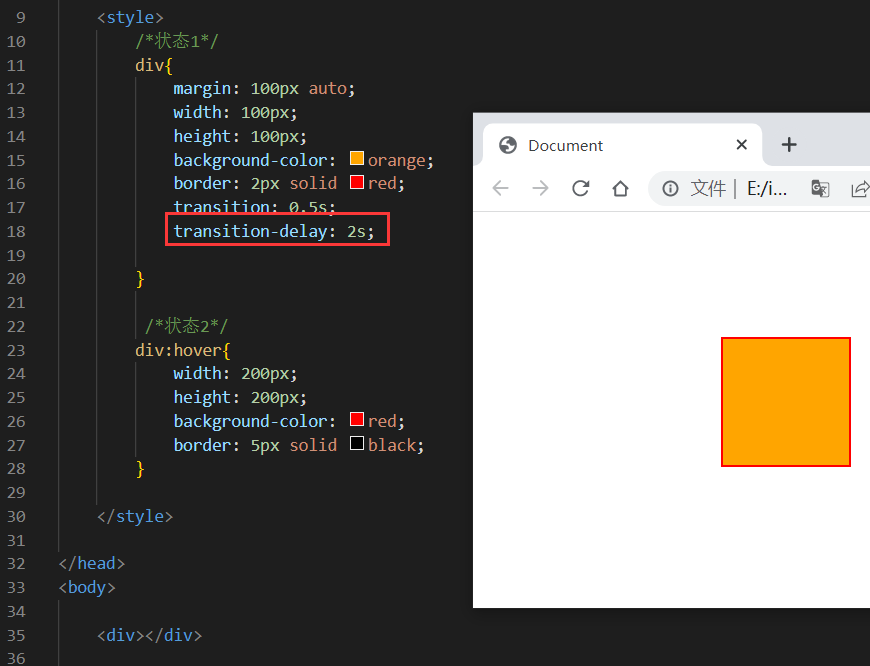 9 <style>
10 /*状态1*/
11 div{
12 margin: 100px auto;
13 width: 100px;
14 height: 100px;
15 background-color: orange;
16 border: 2px solid red;
17 transition: 0.5s;
18 transition-delay: 2s;
19
20 }
21
22 /*状态2*/
23 div:hover{
24 width: 200px;
25 height: 200px;
26 background-color: red;
27 border: 5px solid black;
28 }
29
30 </style>
31
32 </head>
33 <body>
34
35 <div></div>
36
Document
文件 | E:/i...